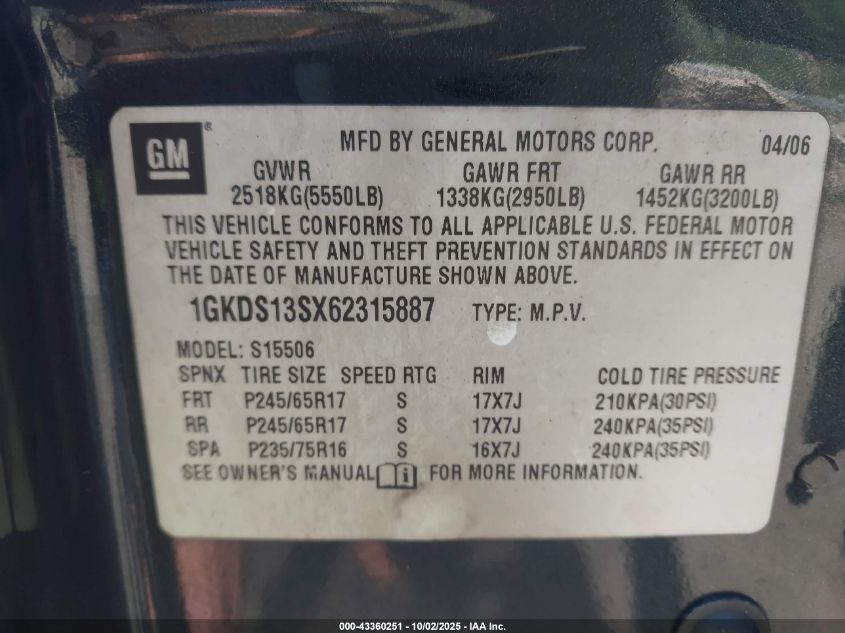 GM ®
MFD BY GENERAL MOTORS CORP. 04/06
GVWR GAWR FRT GAWR RR
2518KG(5550LB) 1338KG(2950LB) 1452KG(3200LB)
THIS VEHICLE CONFORMS TO ALL APPLICABLE U.S. FEDERAL MOTOR
VEHICLE SAFETY AND THEFT PREVENTION STANDARDS IN EFFECT ON
THE DATE OF MANUFACTURE SHOWN ABOVE.
1GKDS13SX62315887 TYPE: M.P.V.
MODEL: S15506
SPNX TIRE SIZE SPEED RTG RIM COLD TIRE PRESSURE
FRT P245/65R17 S 17X7J 210KPA(30PSI)
RR P245/65R17 S 17X7J 240KPA(35PSI)
SPA P235/75R16 S 16X7J 240KPA(35PSI)
SEE OWNER'S MANUAL i FOR MORE INFORMATION.
000-43360251 - 10/02/2025 - IAA Inc.